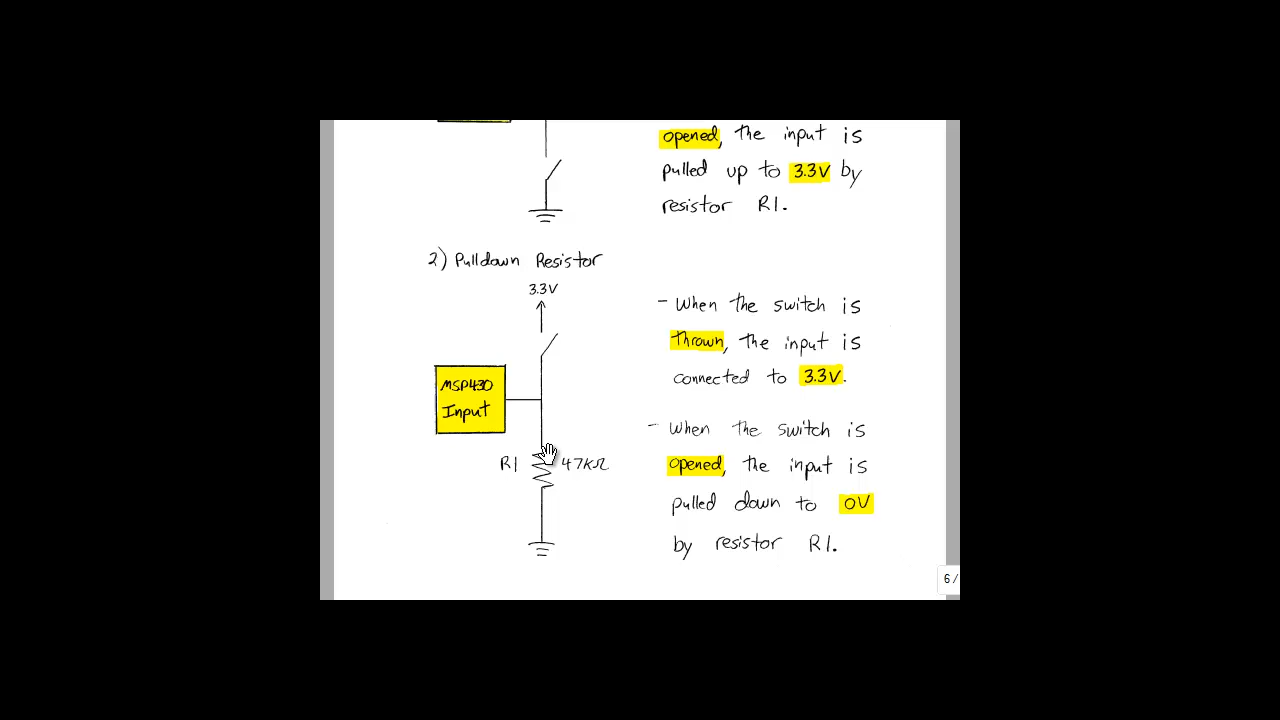 opened, the input is
pulled up to 3.3V by
resistor R1.
2) Pulldown Resistor
3.3V
MSP430
Input
R1 47KΩ
- When the switch is
thrown, the input is
connected to 3.3V.
- When the switch is
opened, the input is
pulled down to 0V
by resistor R1.
6 /